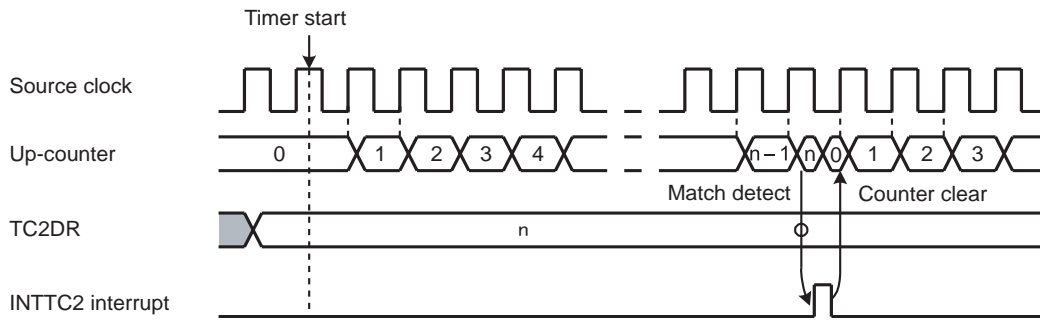 Timer start
Source clock
Up-counter
0 1 2 3 4 n – 1 n 0 1 2 3
Match detect Counter clear
TC2DR
n
INTTC2 interrupt